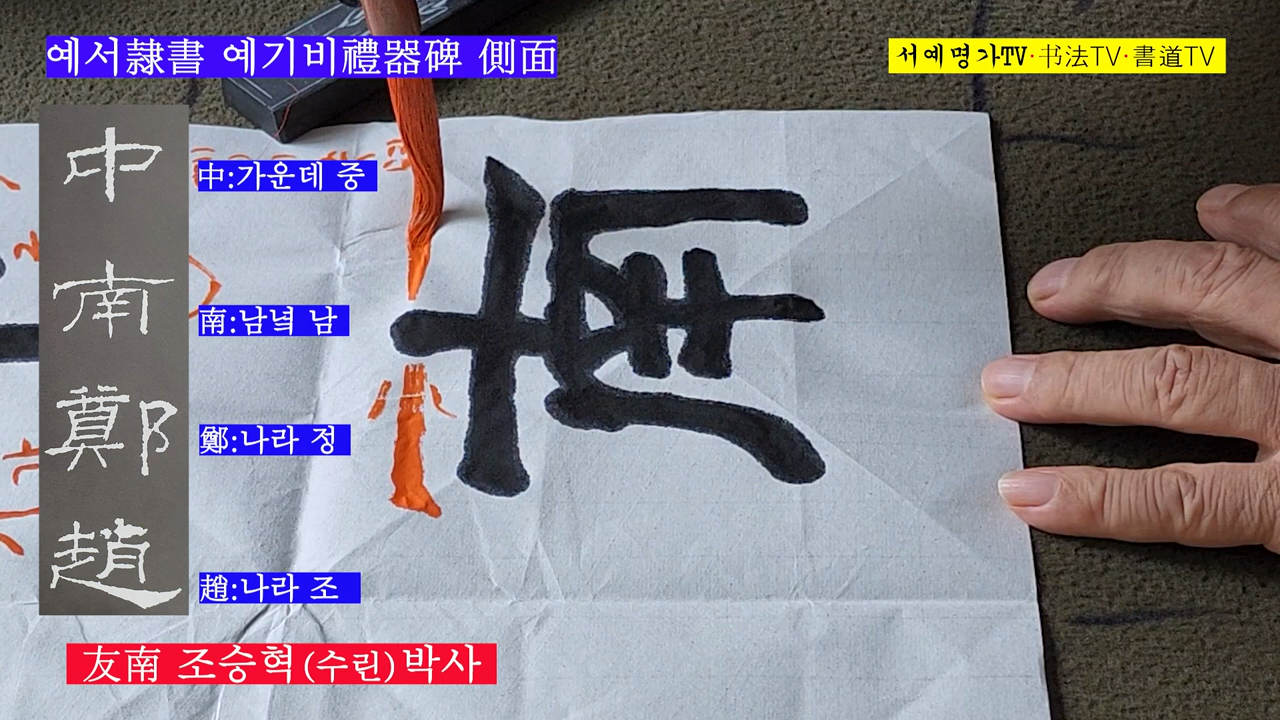 예서隷書 예기비禮器碑 側面
서예명가TV·书法TV·書道TV
中
中:가운데 중
南
南:남녘 남
鄭
鄭:나라 정
趙
趙:나라 조
南
友南 조승혁(수린)박사